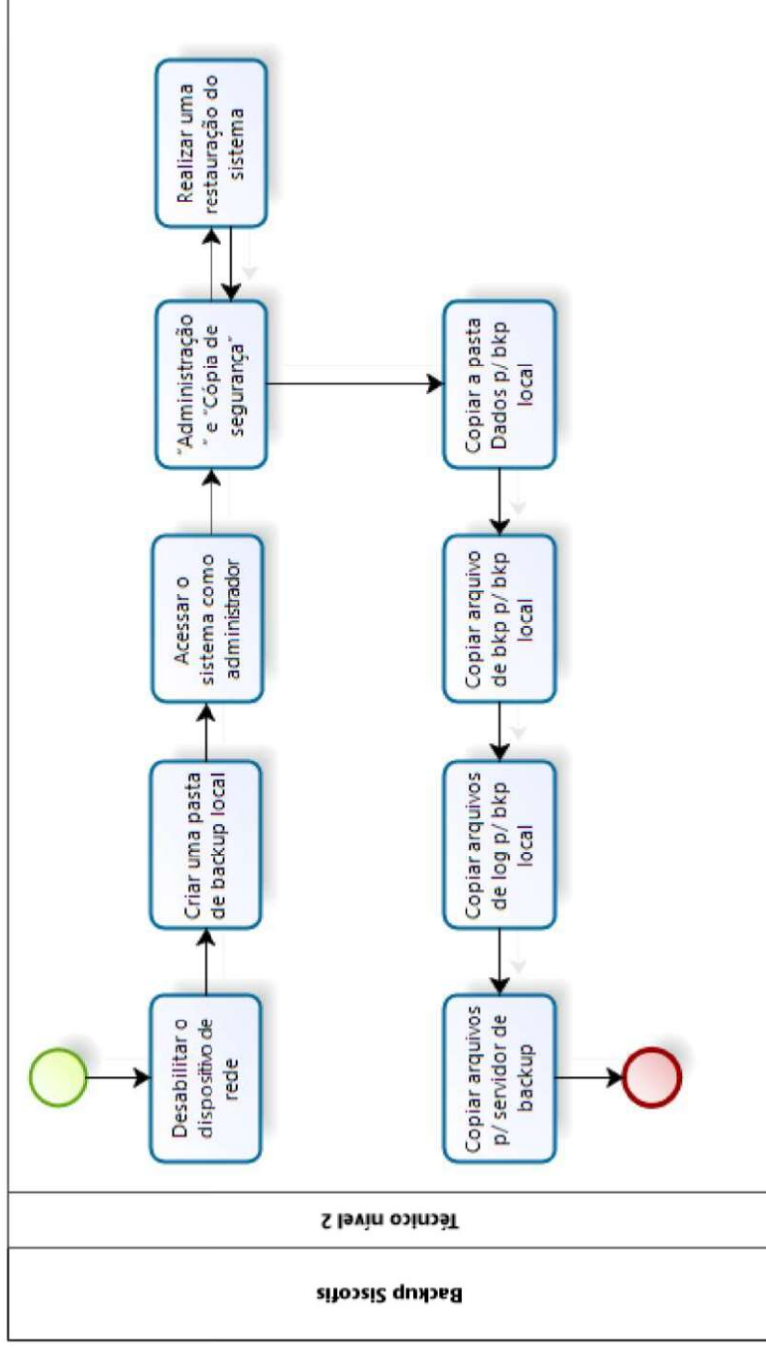 Backup Siscofis
Técnico nível 2
Desabilitar o
dispositivo de
rede
Criar uma pasta
de backup local
Acessar o
sistema como
administrador
"Administração
" e "Cópia de
segurança"
Realizar uma
restauração do
sistema
Copiar a pasta
Dados p/ bkp
local
Copiar arquivo
de bkp p/ bkp
local
Copiar arquivos
de log p/ bkp
local
Copiar arquivos
p/ servidor de
backup